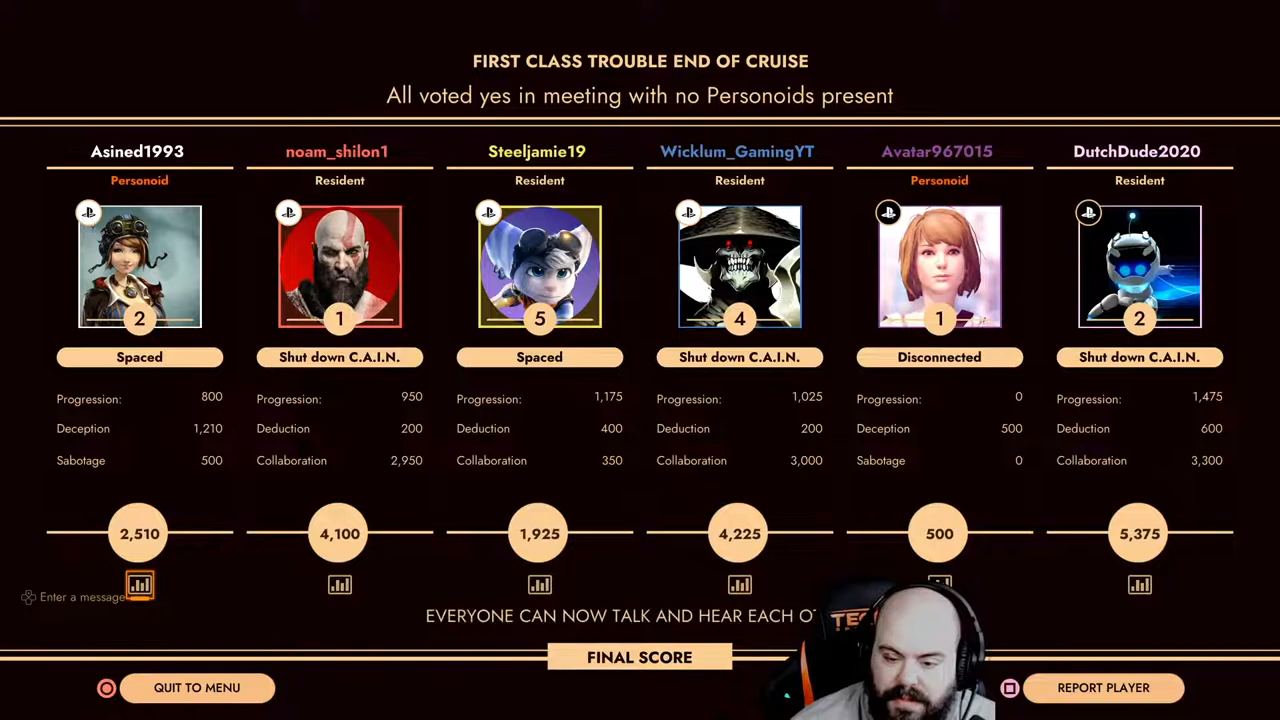 FIRST CLASS TROUBLE END OF CRUISE
All voted yes in meeting with no Personoids present
Asined1993 noam_shilon1 Steeljamie19 Wicklum_GamingYT Avatar967015 DutchDude2020
Personoid Resident Resident Resident Personoid Resident
2 1 5 4 1 2
Spaced Shut down C.A.I.N. Spaced Shut down C.A.I.N. Disconnected Shut down C.A.I.N.
Progression: 800 Progression: 950 Progression: 1,175 Progression: 1,025 Progression: 0 Progression: 1,475
Deception 1,210 Deduction 200 Deduction 400 Deduction 200 Deception 500 Deduction 600
Sabotage 500 Collaboration 2,950 Collaboration 350 Collaboration 3,000 Sabotage 0 Collaboration 3,300
2,510 4,100 1,925 4,225 500 5,375
Enter a message
EVERYONE CAN NOW TALK AND HEAR EACH
FINAL SCORE
QUIT TO MENU REPORT PLAYER